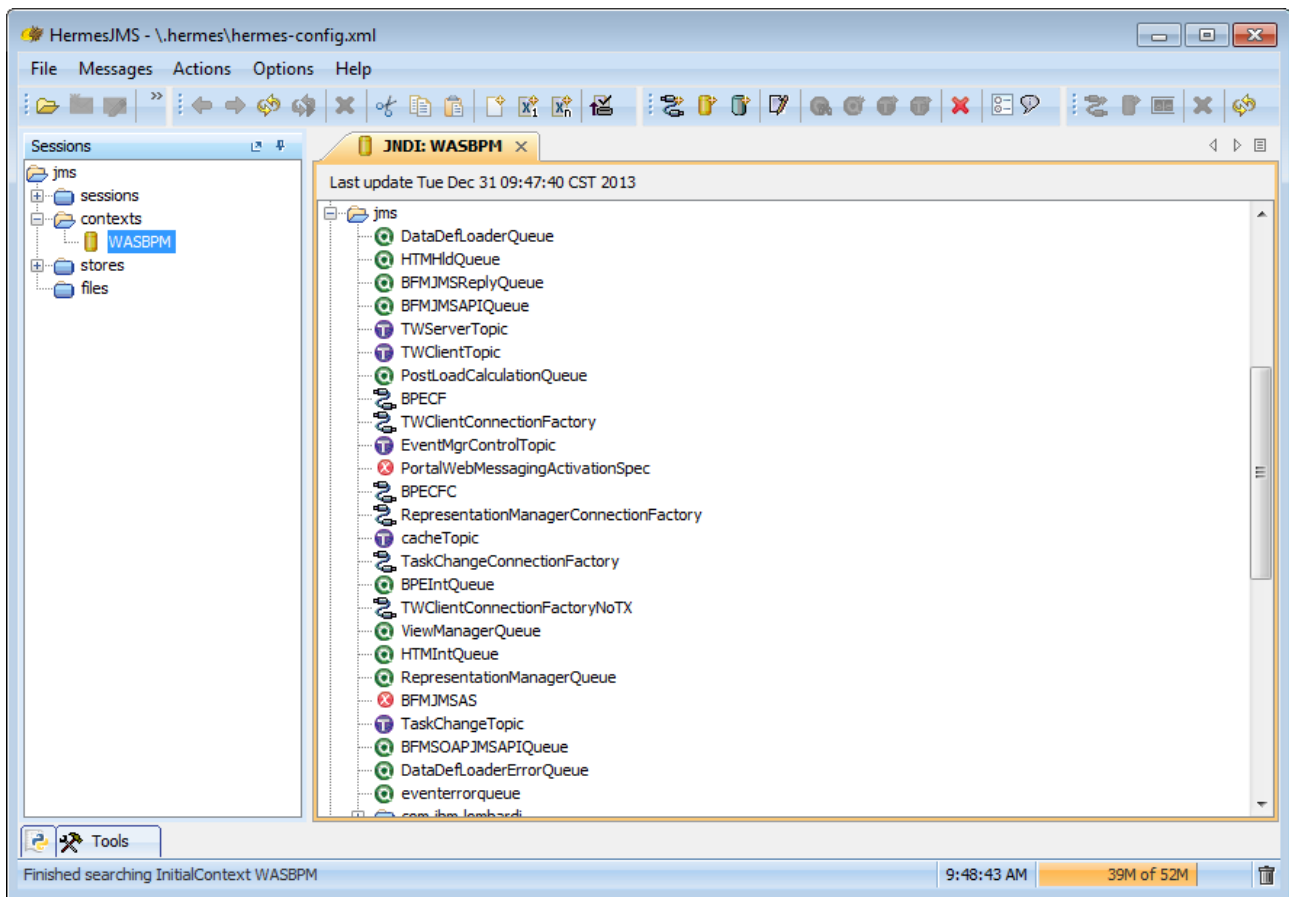 HermesJMS - \.hermes\hermes-config.xml
File Messages Actions Options Help
Sessions
JNDI: WASBPM
jms
sessions
contexts
WASBPM
stores
files
Last update Tue Dec 31 09:47:40 CST 2013
jms
DataDefLoaderQueue
HTMHldQueue
BFMJMSReplyQueue
BFMJMSAPIQueue
TWServerTopic
TWClientTopic
PostLoadCalculationQueue
BPECF
TWClientConnectionFactory
EventMgrControlTopic
PortalWebMessagingActivationSpec
BPECFC
RepresentationManagerConnectionFactory
cacheTopic
TaskChangeConnectionFactory
BPEIntQueue
TWClientConnectionFactoryNoTX
ViewManagerQueue
HTMIntQueue
RepresentationManagerQueue
BFMJMSAS
TaskChangeTopic
BFMSOAPJMSAPIQueue
DataDefLoaderErrorQueue
eventerrorqueue
com.ibm.lombardi
Tools
Finished searching InitialContext WASBPM
9:48:43 AM
39M of 52M